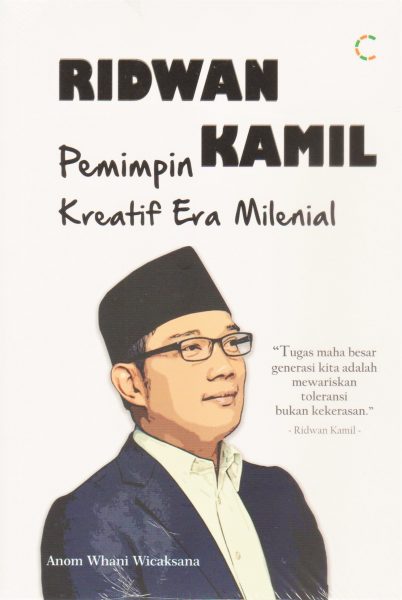 RIDWAN
KAMIL
Pemimpin
Kreatif Era Milenial
“Tugas maha besar
generasi kita adalah
mewariskan
toleransi
bukan kekerasan.”
- Ridwan Kamil -
Anom Whani Wicaksana